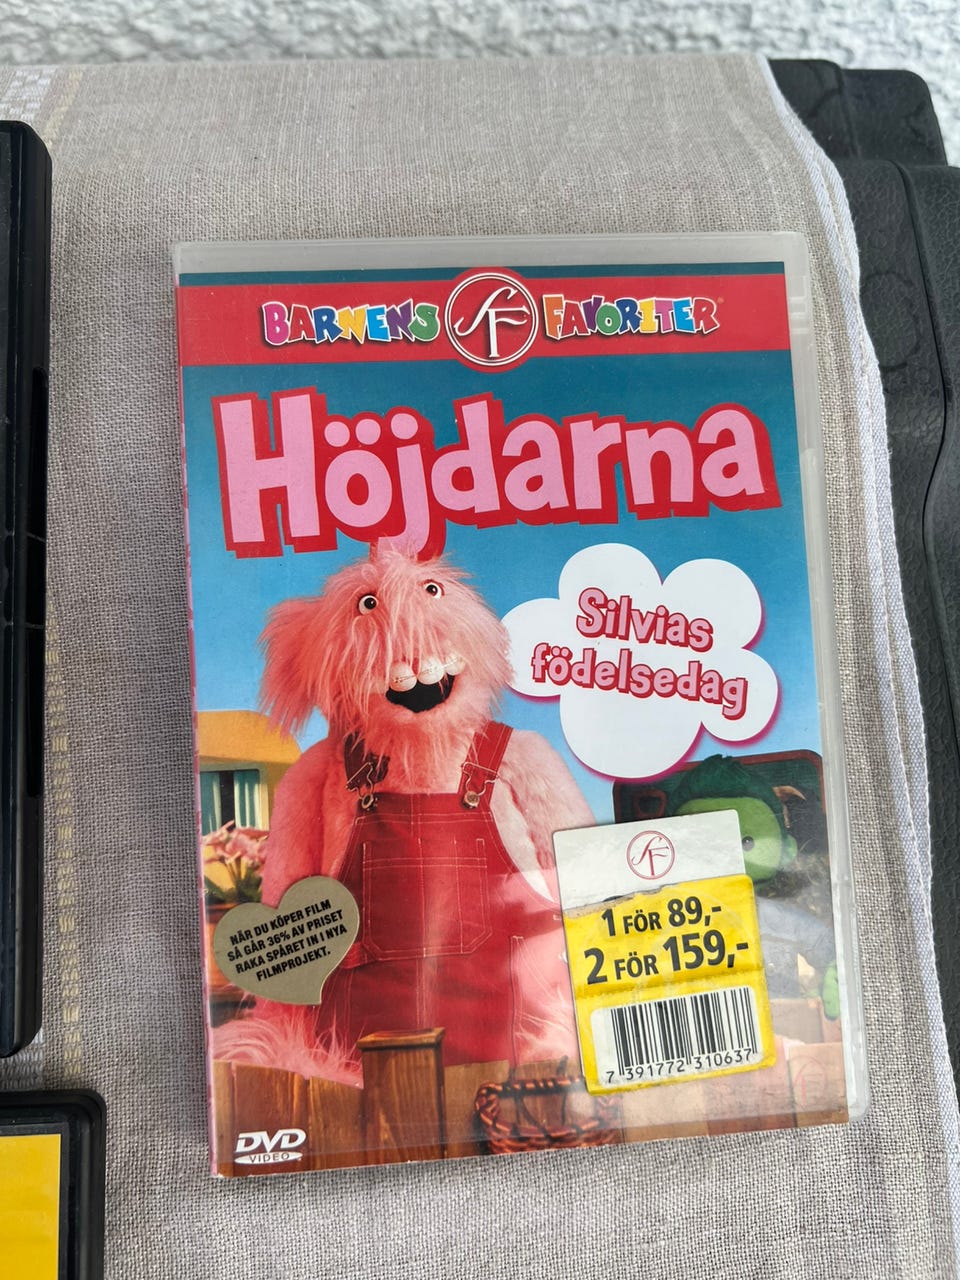 BARNENS SF FAVORITER
Höjdarna
Silvias
födelsedag
NÄR DU KÖPER FILM
SÅ GÅR 36% AV PRISET
RAKA SPÅRET IN I NYA
FILMPROJEKT.
SF
1 FÖR 89,-
2 FÖR 159,-
7 391772 310637
DVD
VIDEO